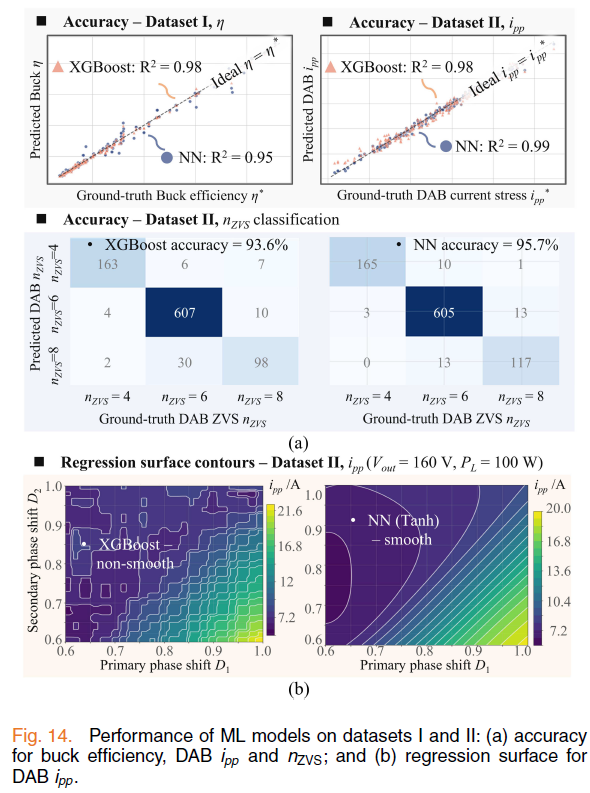 ■ Accuracy – Dataset I, η
■ Accuracy – Dataset II, i_pp
Predicted Buck η
XGBoost: R² = 0.98
Ideal η = η*
NN: R² = 0.95
Ground-truth Buck efficiency η*
Predicted DAB i_pp
XGBoost: R² = 0.98
Ideal i_pp = i_pp*
NN: R² = 0.99
Ground-truth DAB current stress i_pp*
■ Accuracy – Dataset II, n_ZVS classification
Predicted DAB n_ZVS
n_ZVS=4
n_ZVS=6
n_ZVS=8
• XGBoost accuracy = 93.6%
163 6 7
4 607 10
2 30 98
n_ZVS = 4 n_ZVS = 6 n_ZVS = 8
Ground-truth DAB ZVS n_ZVS
• NN accuracy = 95.7%
165 10 1
3 605 13
0 13 117
n_ZVS = 4 n_ZVS = 6 n_ZVS = 8
Ground-truth DAB ZVS n_ZVS
(a)
■ Regression surface contours – Dataset II, i_pp (V_out = 160 V, P_L = 100 W)
Secondary phase shift D₂
1.0
0.9
0.8
0.7
0.6
XGBoost –
non-smooth
0.6 0.7 0.8 0.9 1.0
Primary phase shift D₁
i_pp /A
21.6
16.8
12
7.2
1.0
0.9
0.8
0.7
0.6
NN (Tanh)
– smooth
0.6 0.7 0.8 0.9 1.0
Primary phase shift D₁
i_pp /A
20.0
16.8
13.6
10.4
7.2
(b)
Fig. 14. Performance of ML models on datasets I and II: (a) accuracy
for buck efficiency, DAB i_pp and n_ZVS; and (b) regression surface for
DAB i_pp.